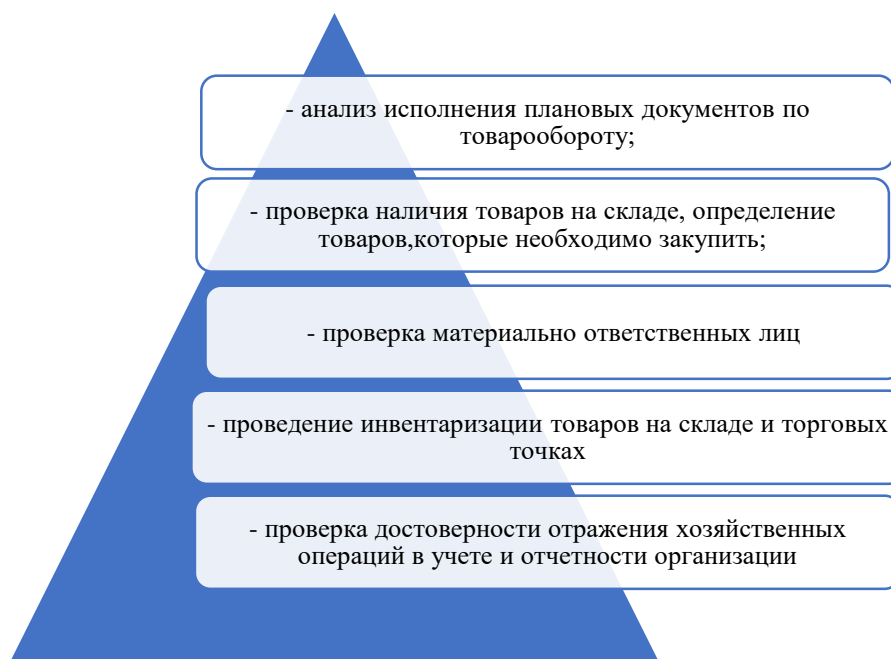 - анализ исполнения плановых документов по
товарообороту;
- проверка наличия товаров на складе, определение
товаров,которые необходимо закупить;
- проверка материально ответственных лиц
- проведение инвентаризации товаров на складе и торговых
точках
- проверка достоверности отражения хозяйственных
операций в учете и отчетности организации